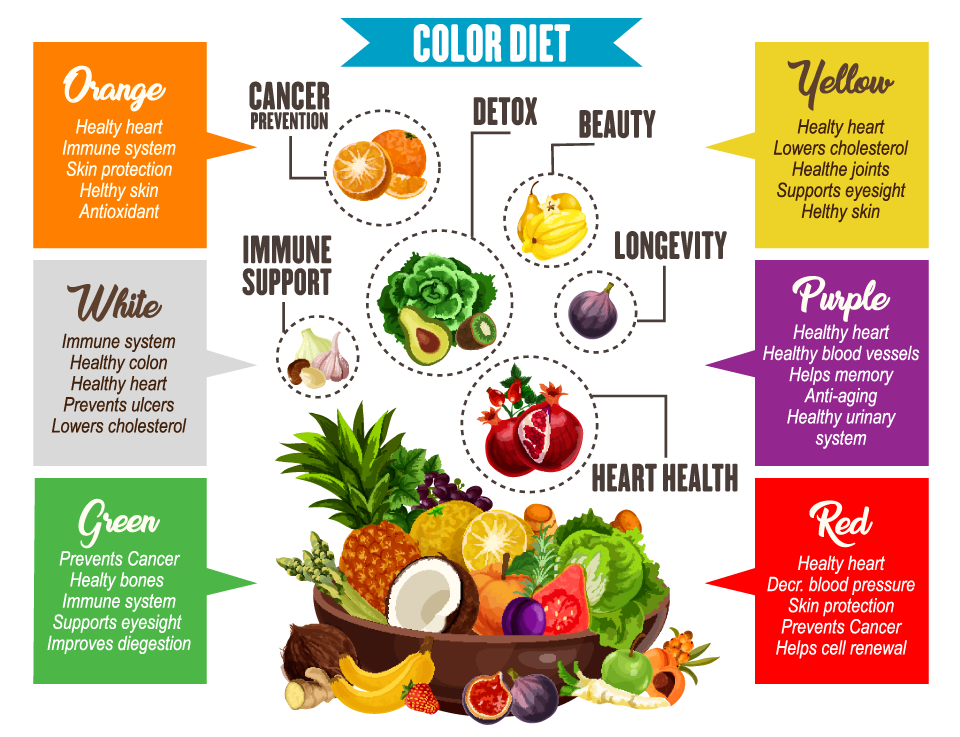 COLOR DIET
Orange
Healty heart
Immune system
Skin protection
Helthy skin
Antioxidant
White
Immune system
Healthy colon
Healthy heart
Prevents ulcers
Lowers cholesterol
Green
Prevents Cancer
Healty bones
Immune system
Supports eyesight
Improves diegestion
CANCER
PREVENTION
DETOX
BEAUTY
IMMUNE
SUPPORT
LONGEVITY
HEART HEALTH
Yellow
Healty heart
Lowers cholesterol
Healthe joints
Supports eyesight
Helthy skin
Purple
Healthy heart
Healthy blood vessels
Helps memory
Anti-aging
Healthy urinary
system
Red
Healty heart
Decr. blood pressure
Skin protection
Prevents Cancer
Helps cell renewal